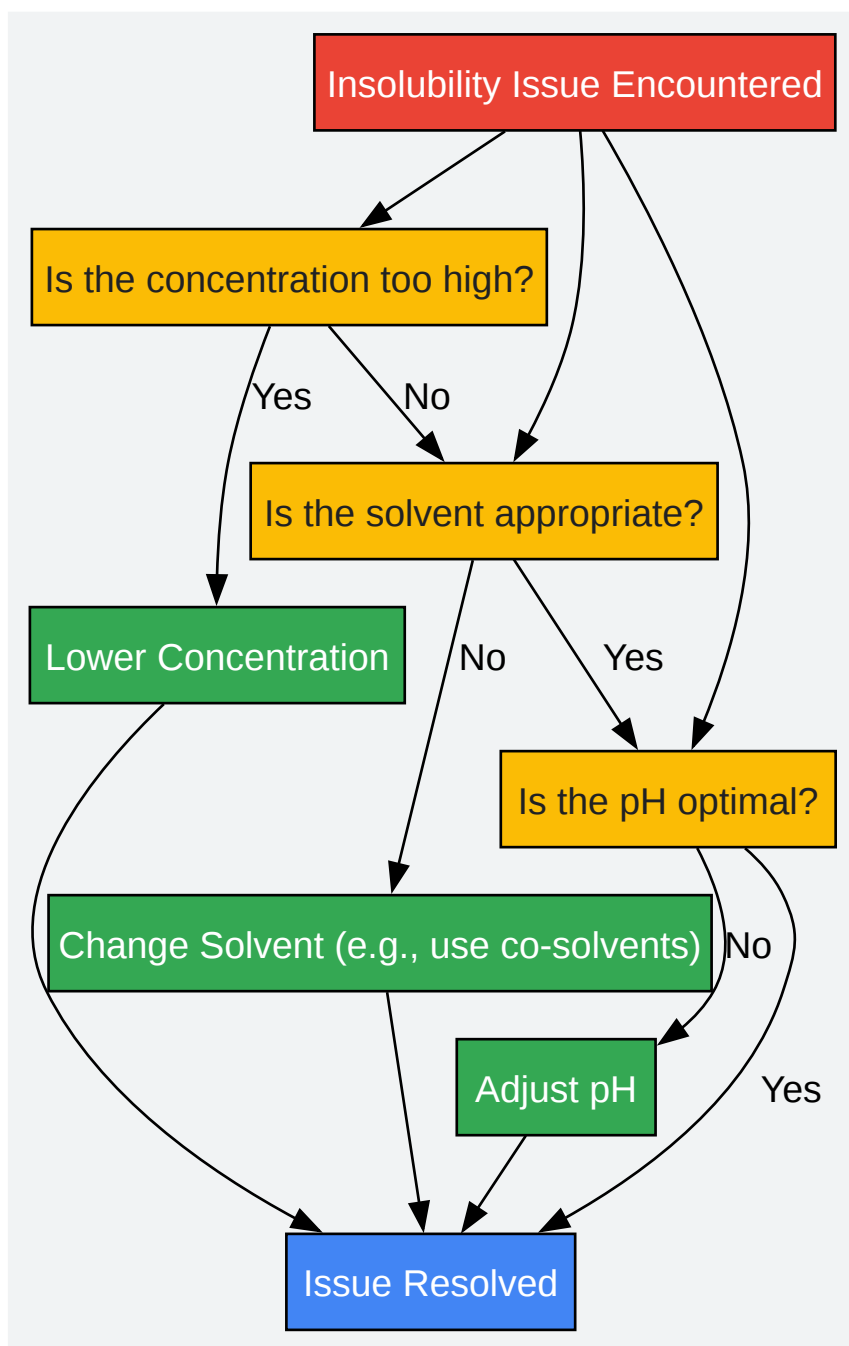 Insolubility Issue Encountered
Is the concentration too high?
Yes
No
Is the solvent appropriate?
Lower Concentration
No
Yes
Is the pH optimal?
Change Solvent (e.g., use co-solvents)
No
Adjust pH
Yes
Issue Resolved